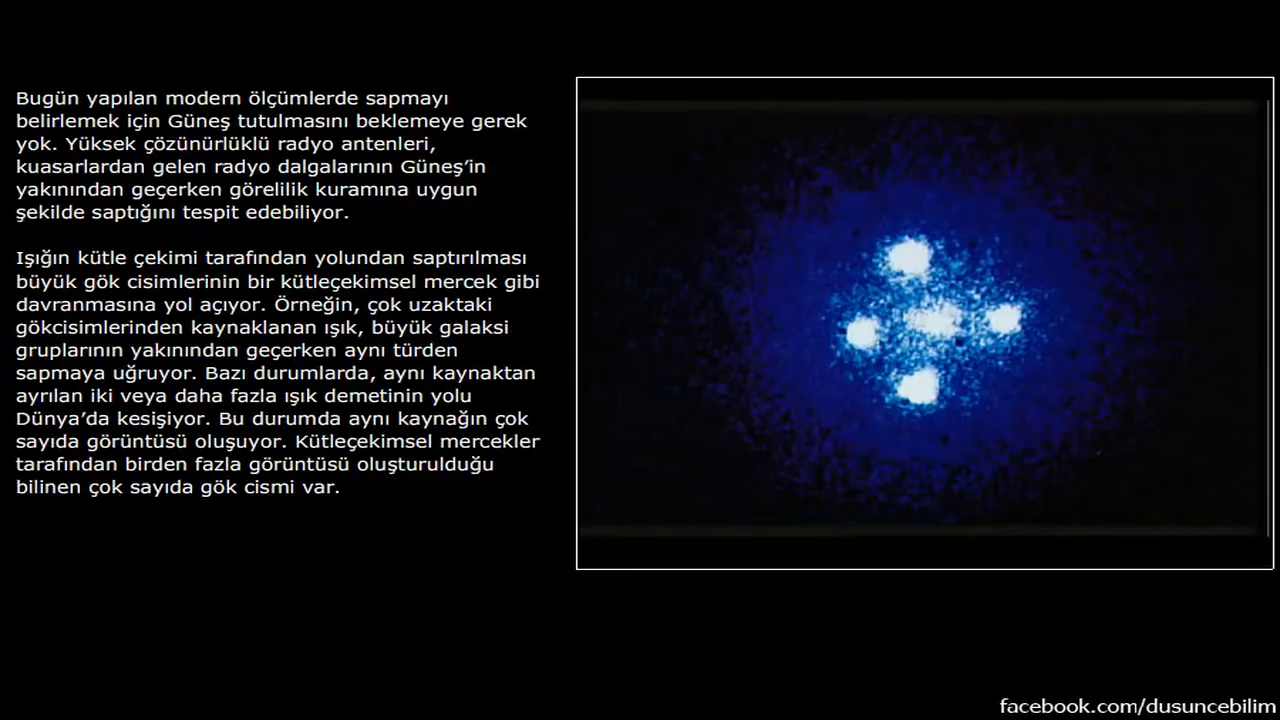 Bugün yapılan modern ölçümlerde sapmayı
belirlemek için Güneş tutulmasını beklemeye gerek
yok. Yüksek çözünürlüklü radyo antenleri,
kuasarlardan gelen radyo dalgalarının Güneş’in
yakınından geçerken görelilik kuramına uygun
şekilde saptığını tespit edebiliyor.
Işığın kütle çekimi tarafından yolundan saptırılması
büyük gök cisimlerinin bir kütleçekimsel mercek gibi
davranmasına yol açıyor. Örneğin, çok uzaktaki
gökcisimlerinden kaynaklanan ışık, büyük galaksi
gruplarının yakınından geçerken aynı türden
sapmaya uğruyor. Bazı durumlarda, aynı kaynaktan
ayrılan iki veya daha fazla ışık demetinin yolu
Dünya’da kesişiyor. Bu durumda aynı kaynağın çok
sayıda görüntüsü oluşuyor. Kütleçekimsel mercekler
tarafından birden fazla görüntüsü oluşturulduğu
bilinen çok sayıda gök cismi var.
facebook.com/dusuncebilim